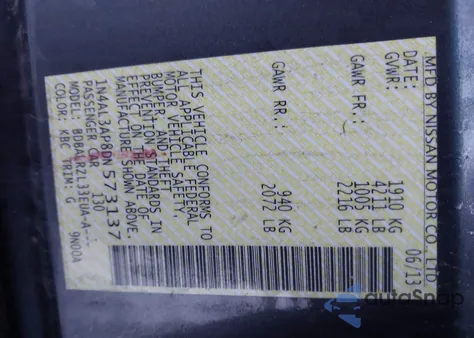 MFD BY NISSAN MOTOR CO., LTD.
DATE: 06/13
GVWR: 1910 KG
4211 LB
GAWR FR.: 1005 KG
2216 LB
GAWR RR.: 940 KG
2072 LB
THIS VEHICLE CONFORMS TO
ALL APPLICABLE FEDERAL
MOTOR VEHICLE SAFETY,
BUMPER, AND THEFT
PREVENTION STANDARDS IN
EFFECT ON THE DATE OF
MANUFACTURE SHOWN ABOVE.
1N4AL3AP8DN573137
PASSENGER CAR
COLOR: KBC TRIM: G
autoSnap